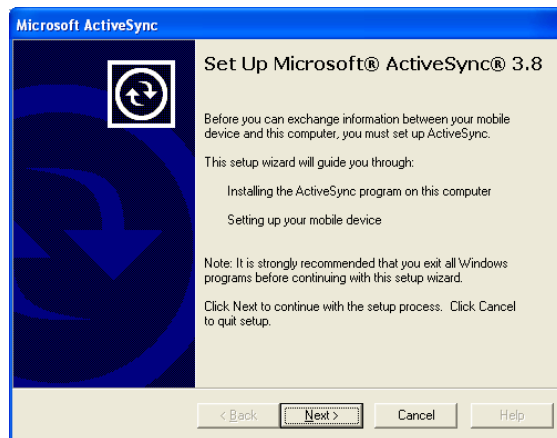 Microsoft ActiveSync
Set Up Microsoft® ActiveSync® 3.8
Before you can exchange information between your mobile
device and this computer, you must set up ActiveSync.
This setup wizard will guide you through:
Installing the ActiveSync program on this computer
Setting up your mobile device
Note: It is strongly recommended that you exit all Windows
programs before continuing with this setup wizard.
Click Next to continue with the setup process. Click Cancel
to quit setup.
< Back Next > Cancel Help